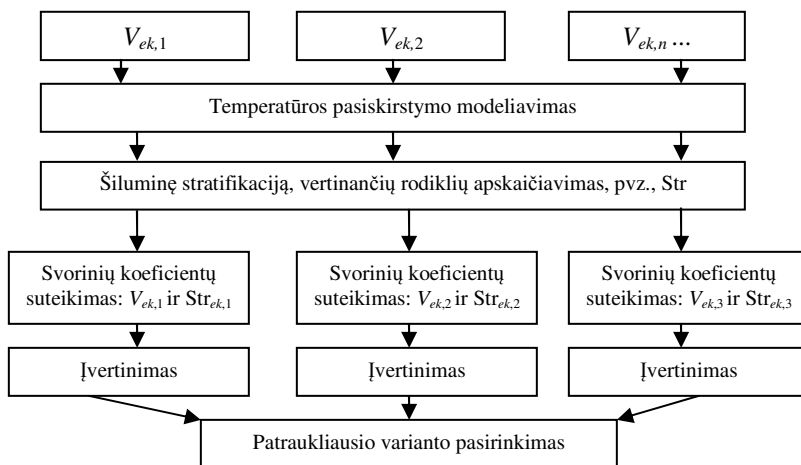 V_ek,1
V_ek,2
V_ek,n ...
Temperatūros pasiskirstymo modeliavimas
Šiluminę stratifikaciją, vertinančių rodiklių apskaičiavimas, pvz., Str
Svorinių koeficientų
suteikimas: V_ek,1 ir Str_ek,1
Svorinių koeficientų
suteikimas: V_ek,2 ir Str_ek,2
Svorinių koeficientų
suteikimas: V_ek,3 ir Str_ek,3
Įvertinimas
Įvertinimas
Įvertinimas
Patraukliausio varianto pasirinkimas